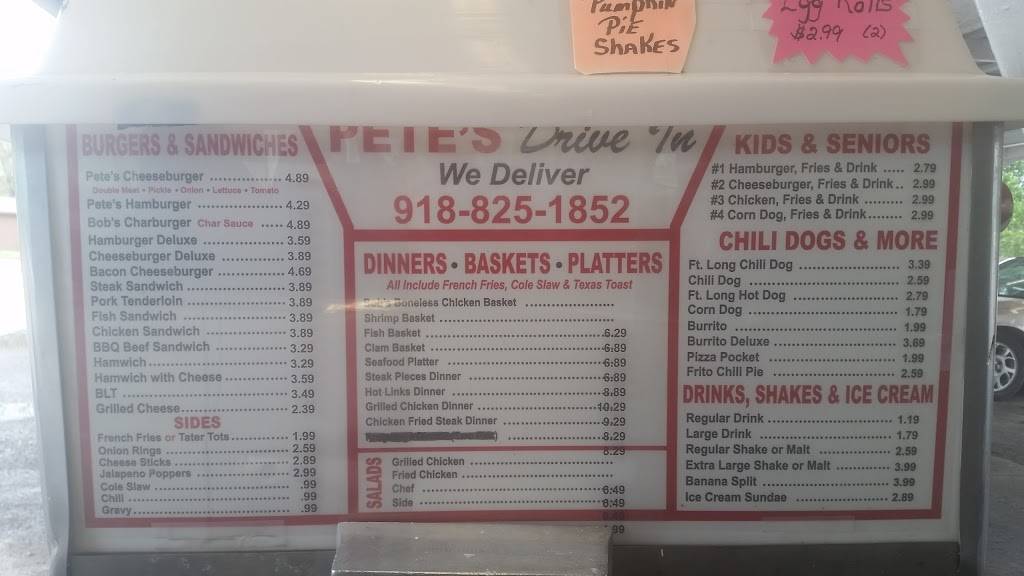 Pumpkin
PiE
SHAKES
Egg Rolls
$2.99 (2)
BURGERS & SANDWICHES
Pete's Cheeseburger 4.89
Double Meat • Pickle • Onion • Lettuce • Tomato
Pete's Hamburger 4.29
Bob's Charburger Char Sauce 4.89
Hamburger Deluxe 3.59
Cheeseburger Deluxe 3.89
Bacon Cheeseburger 4.69
Steak Sandwich 3.89
Pork Tenderloin 3.89
Fish Sandwich 3.89
Chicken Sandwich 3.89
BBQ Beef Sandwich 3.29
Hamwich 3.29
Hamwich with Cheese 3.59
BLT 3.49
Grilled Cheese 2.39
SIDES
French Fries or Tater Tots 1.99
Onion Rings 2.59
Cheese Sticks 2.89
Jalapeno Poppers 2.99
Cole Slaw .99
Chili .99
Gravy .99
PETE'S Drive In
We Deliver
918-825-1852
DINNERS • BASKETS • PLATTERS
All Include French Fries, Cole Slaw & Texas Toast
Bob's Boneless Chicken Basket
Shrimp Basket
Fish Basket 6.29
Clam Basket 6.89
Seafood Platter 6.89
Steak Pieces Dinner 6.89
Hot Links Dinner 8.89
Grilled Chicken Dinner 10.29
Chicken Fried Steak Dinner 9.29
8.29
8.29
SALADS
Grilled Chicken
Fried Chicken
Chef 6.49
Side 6.49
.99
KIDS & SENIORS
#1 Hamburger, Fries & Drink 2.79
#2 Cheeseburger, Fries & Drink 2.99
#3 Chicken, Fries & Drink 2.99
#4 Corn Dog, Fries & Drink 2.99
CHILI DOGS & MORE
Ft. Long Chili Dog 3.39
Chili Dog 2.59
Ft. Long Hot Dog 2.79
Corn Dog 1.79
Burrito 1.99
Burrito Deluxe 3.69
Pizza Pocket 1.99
Frito Chili Pie 2.59
DRINKS, SHAKES & ICE CREAM
Regular Drink 1.19
Large Drink 1.79
Regular Shake or Malt 2.59
Extra Large Shake or Malt 3.99
Banana Split 3.99
Ice Cream Sundae 2.89